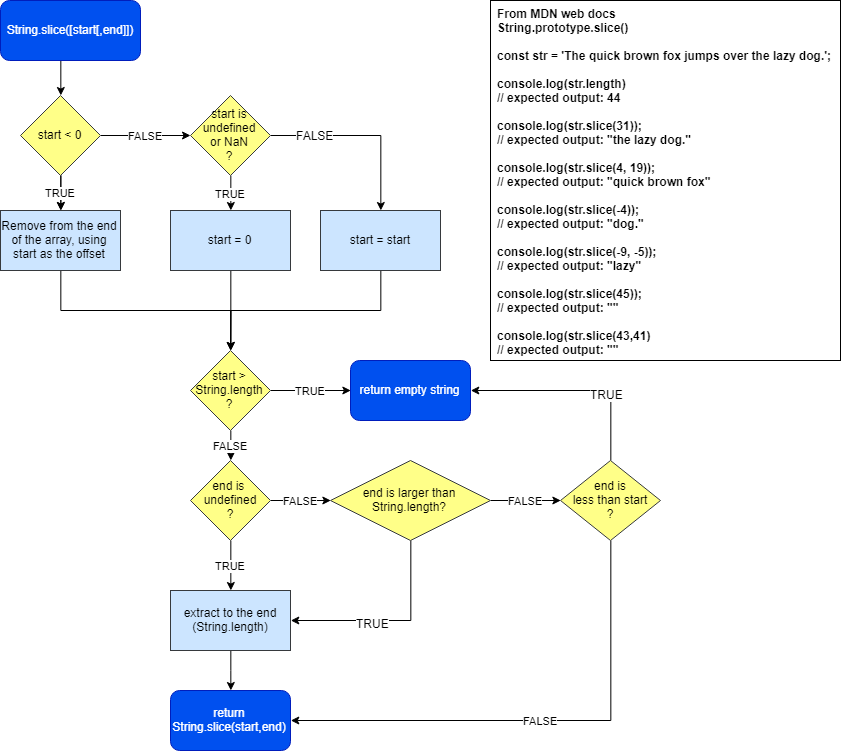 String.slice([start[,end]])
From MDN web docs
String.prototype.slice()
const str = 'The quick brown fox jumps over the lazy dog.';
console.log(str.length)
// expected output: 44
console.log(str.slice(31));
// expected output: "the lazy dog."
console.log(str.slice(4, 19));
// expected output: "quick brown fox"
console.log(str.slice(-4));
// expected output: "dog."
console.log(str.slice(-9, -5));
// expected output: "lazy"
console.log(str.slice(45));
// expected output: ""
console.log(str.slice(43,41)
// expected output: ""
start < 0
FALSE
start is
undefined
or NaN
?
FALSE
TRUE
TRUE
Remove from the end
of the array, using
start as the offset
start = 0
start = start
start >
String.length
?
TRUE
return empty string
TRUE
FALSE
end is
undefined
?
FALSE
end is larger than
String.length?
FALSE
end is
less than start
?
TRUE
extract to the end
(String.length)
TRUE
return
String.slice(start,end)
FALSE